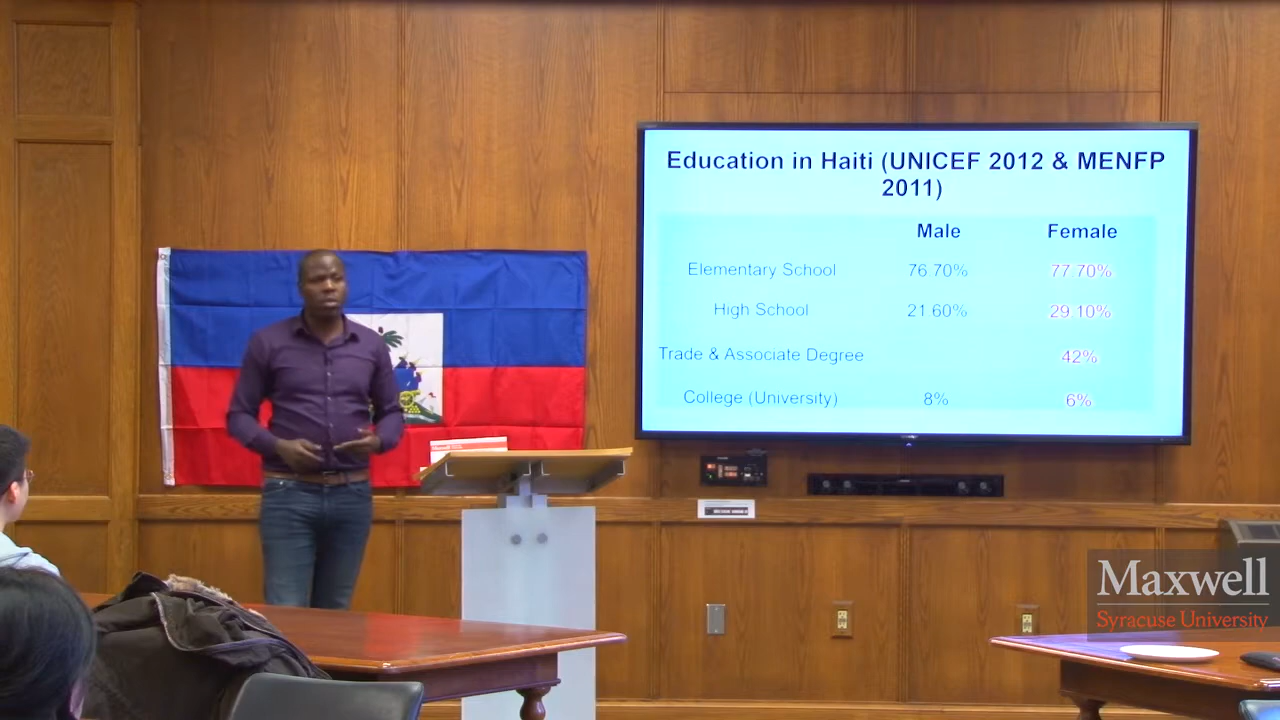 Education in Haiti (UNICEF 2012 & MENFP
2011)
Male Female
Elementary School 76 70% 77 70%
High School 21 60% 29 10%
Trade & Associate Degree 42%
College (University) 8% 6%
Maxwell
Syracuse University